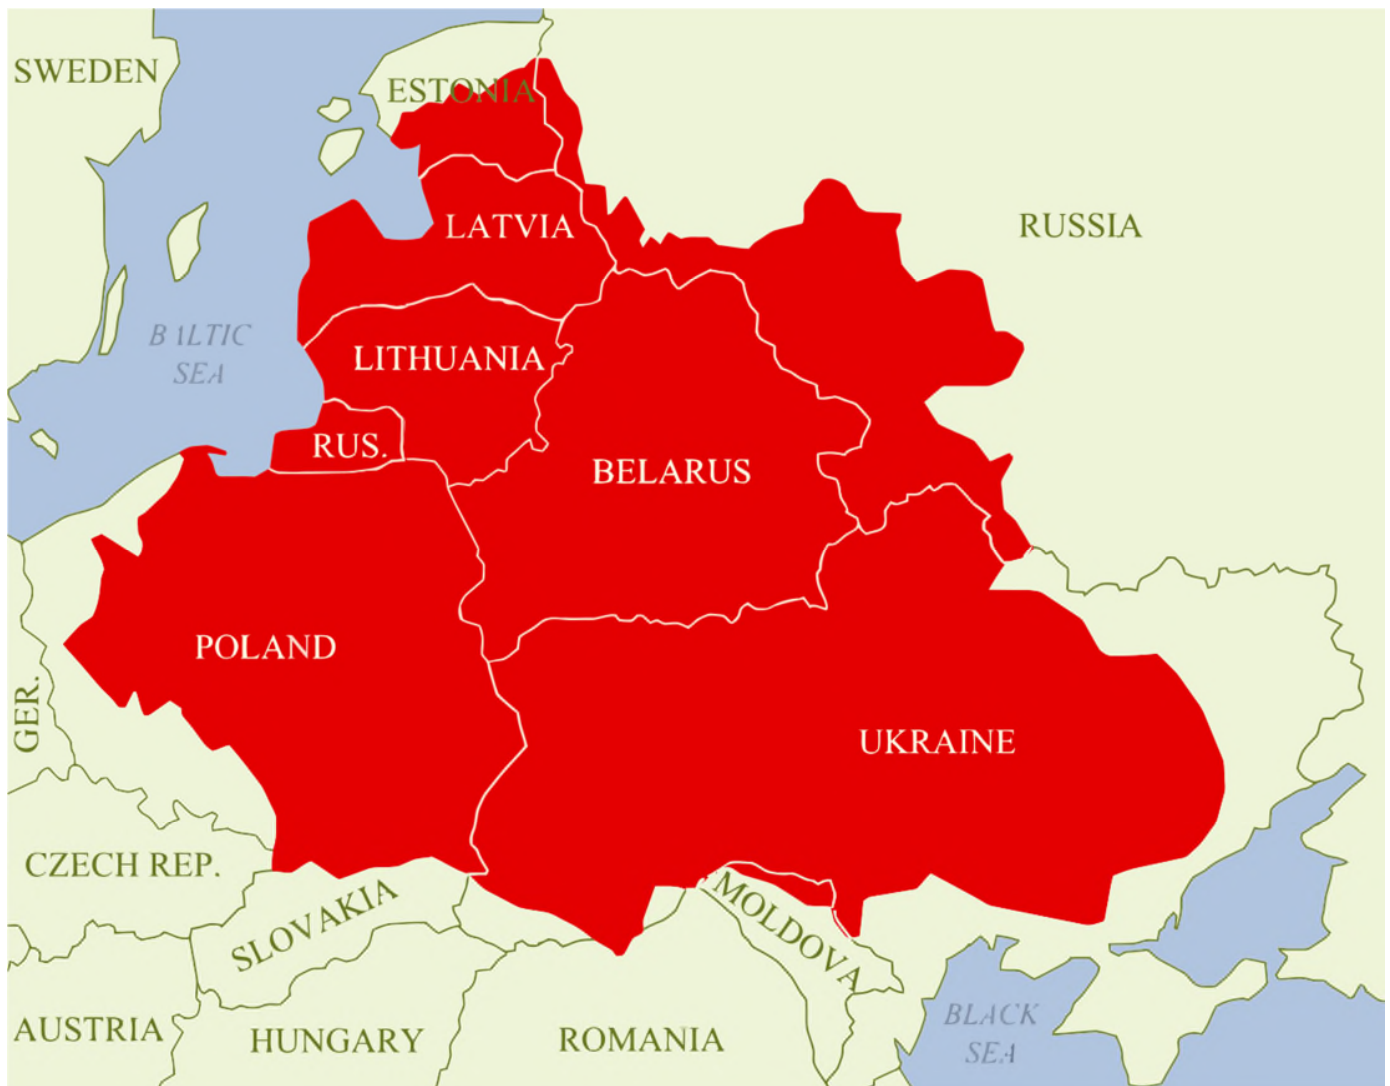 SWEDEN
ESTONIA
RUSSIA
LATVIA
BALTIC
SEA
LITHUANIA
RUS.
BELARUS
POLAND
GER.
UKRAINE
CZECH REP.
SLOVAKIA
MOLDOVA
AUSTRIA
HUNGARY
ROMANIA
BLACK
SEA